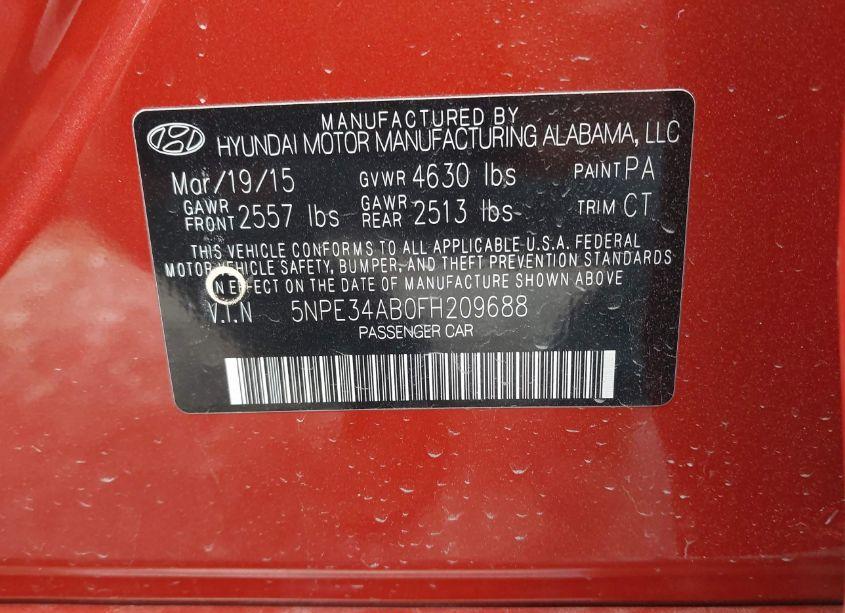 MANUFACTURED BY
HYUNDAI MOTOR MANUFACTURING ALABAMA, LLC
Mar/19/15 GVWR 4630 lbs PAINT PA
GAWR FRONT 2557 lbs GAWR REAR 2513 lbs TRIM CT
THIS VEHICLE CONFORMS TO ALL APPLICABLE U.S.A. FEDERAL
MOTOR VEHICLE SAFETY, BUMPER, AND THEFT PREVENTION STANDARDS
IN EFFECT ON THE DATE OF MANUFACTURE SHOWN ABOVE
V.I.N 5NPE34AB0FH209688
PASSENGER CAR